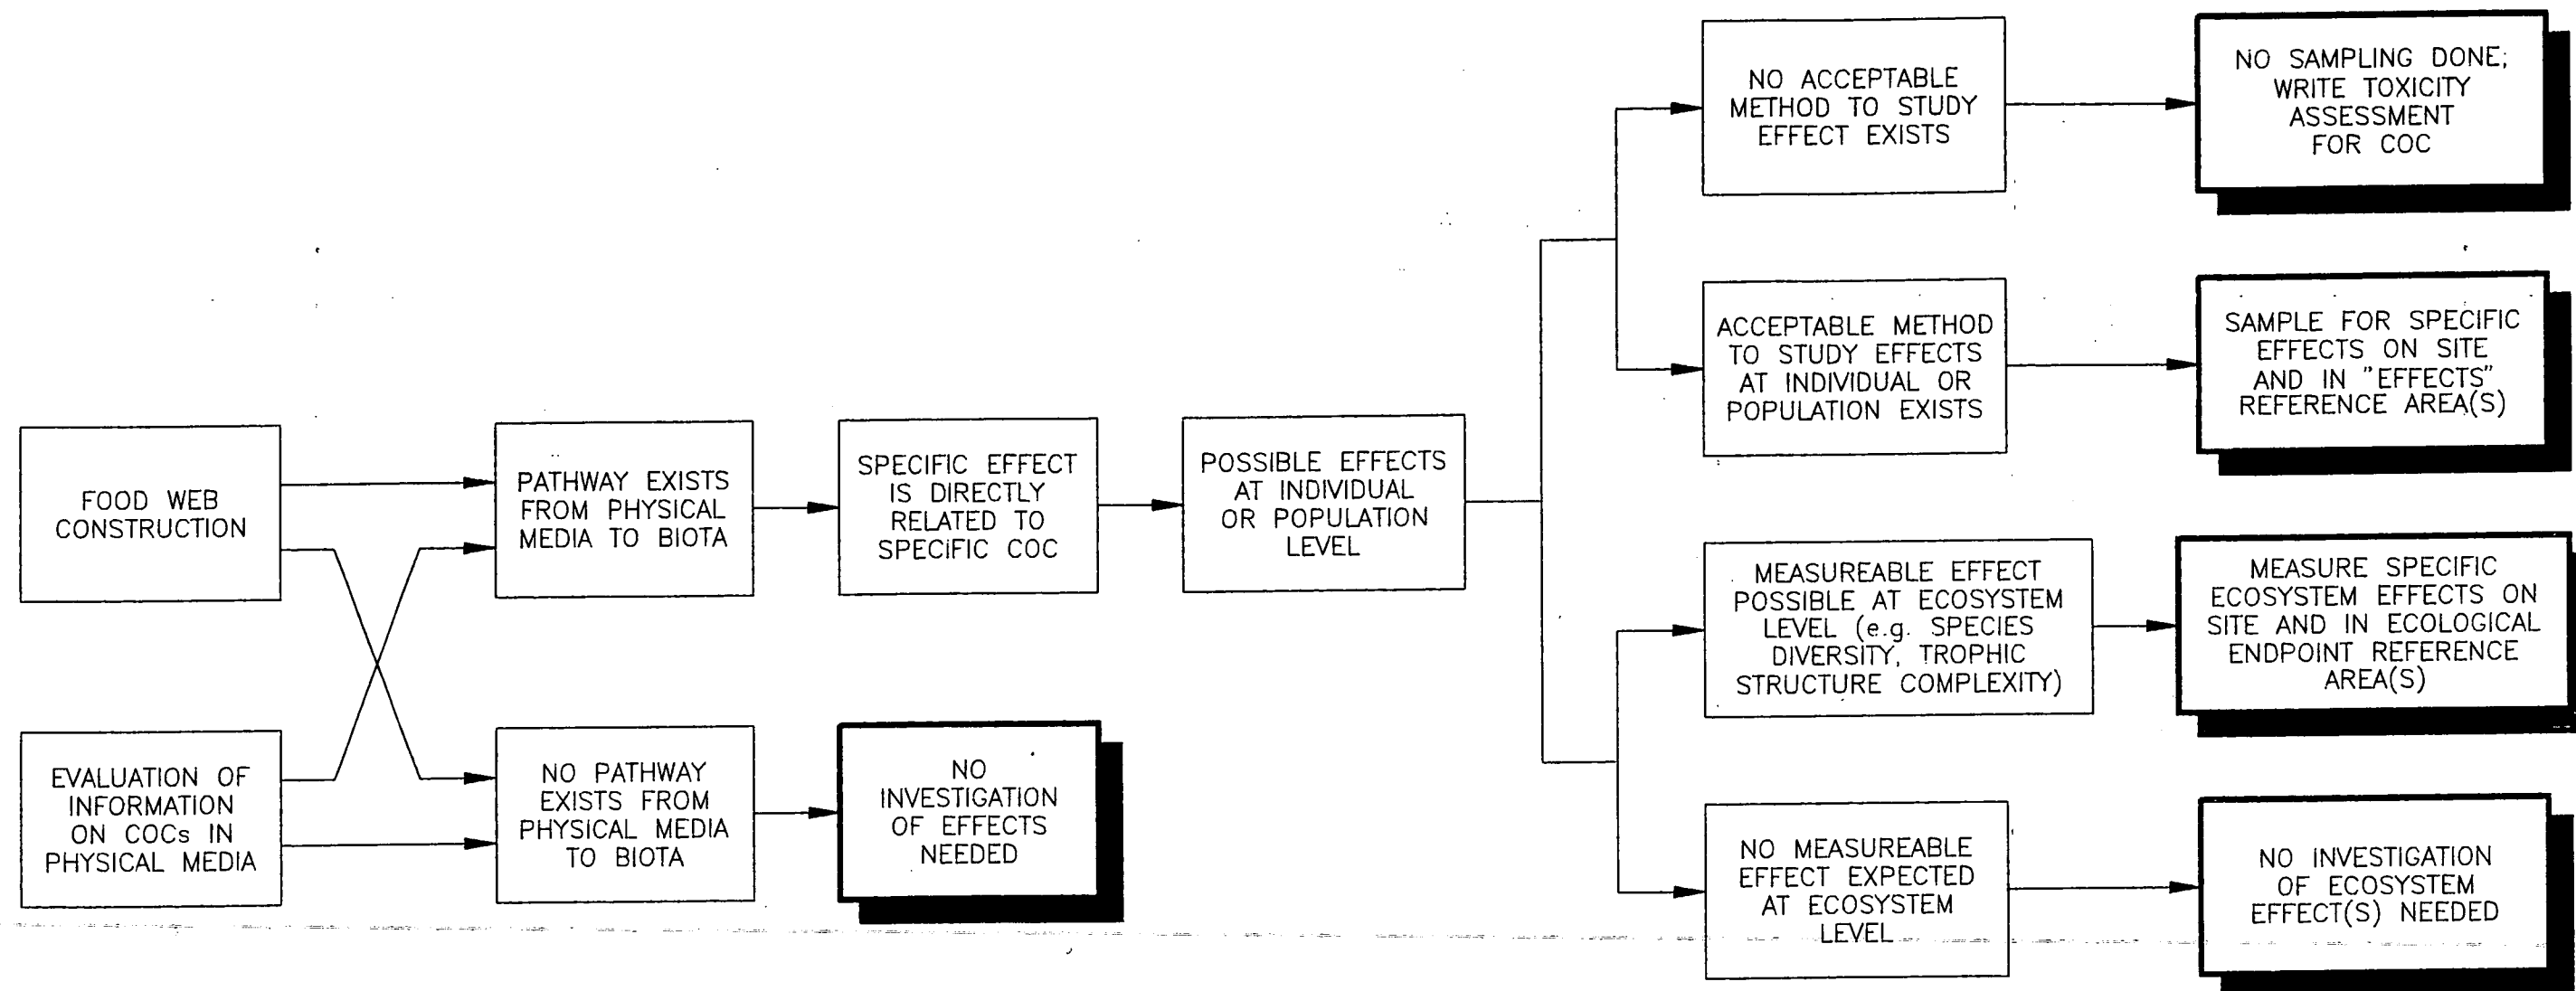 FOOD WEB
CONSTRUCTION
EVALUATION OF
INFORMATION
ON COCs IN
PHYSICAL MEDIA
PATHWAY EXISTS
FROM PHYSICAL
MEDIA TO BIOTA
NO PATHWAY
EXISTS FROM
PHYSICAL MEDIA
TO BIOTA
SPECIFIC EFFECT
IS DIRECTLY
RELATED TO
SPECIFIC COC
NO
INVESTIGATION
OF EFFECTS
NEEDED
POSSIBLE EFFECTS
AT INDIVIDUAL
OR POPULATION
LEVEL
NO ACCEPTABLE
METHOD TO STUDY
EFFECT EXISTS
NO SAMPLING DONE;
WRITE TOXICITY
ASSESSMENT
FOR COC
ACCEPTABLE METHOD
TO STUDY EFFECTS
AT INDIVIDUAL OR
POPULATION EXISTS
SAMPLE FOR SPECIFIC
EFFECTS ON SITE
AND IN "EFFECTS"
REFERENCE AREA(S)
MEASUREABLE EFFECT
POSSIBLE AT ECOSYSTEM
LEVEL (e.g. SPECIES
DIVERSITY, TROPHIC
STRUCTURE COMPLEXITY)
MEASURE SPECIFIC
ECOSYSTEM EFFECTS ON
SITE AND IN ECOLOGICAL
ENDPOINT REFERENCE
AREA(S)
NO MEASUREABLE
EFFECT EXPECTED
AT ECOSYSTEM
LEVEL
NO INVESTIGATION
OF ECOSYSTEM
EFFECT(S) NEEDED